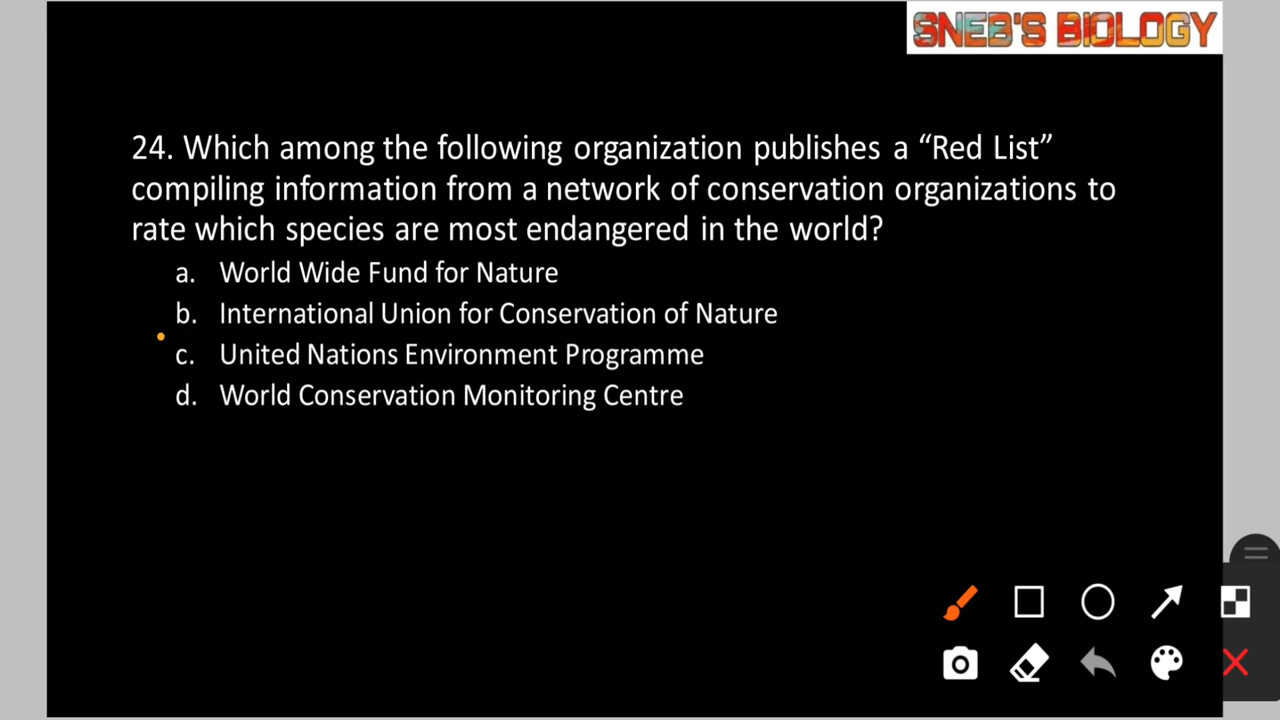 SNEB'S BIOLOGY
24. Which among the following organization publishes a “Red List”
compiling information from a network of conservation organizations to
rate which species are most endangered in the world?
a. World Wide Fund for Nature
b. International Union for Conservation of Nature
c. United Nations Environment Programme
d. World Conservation Monitoring Centre